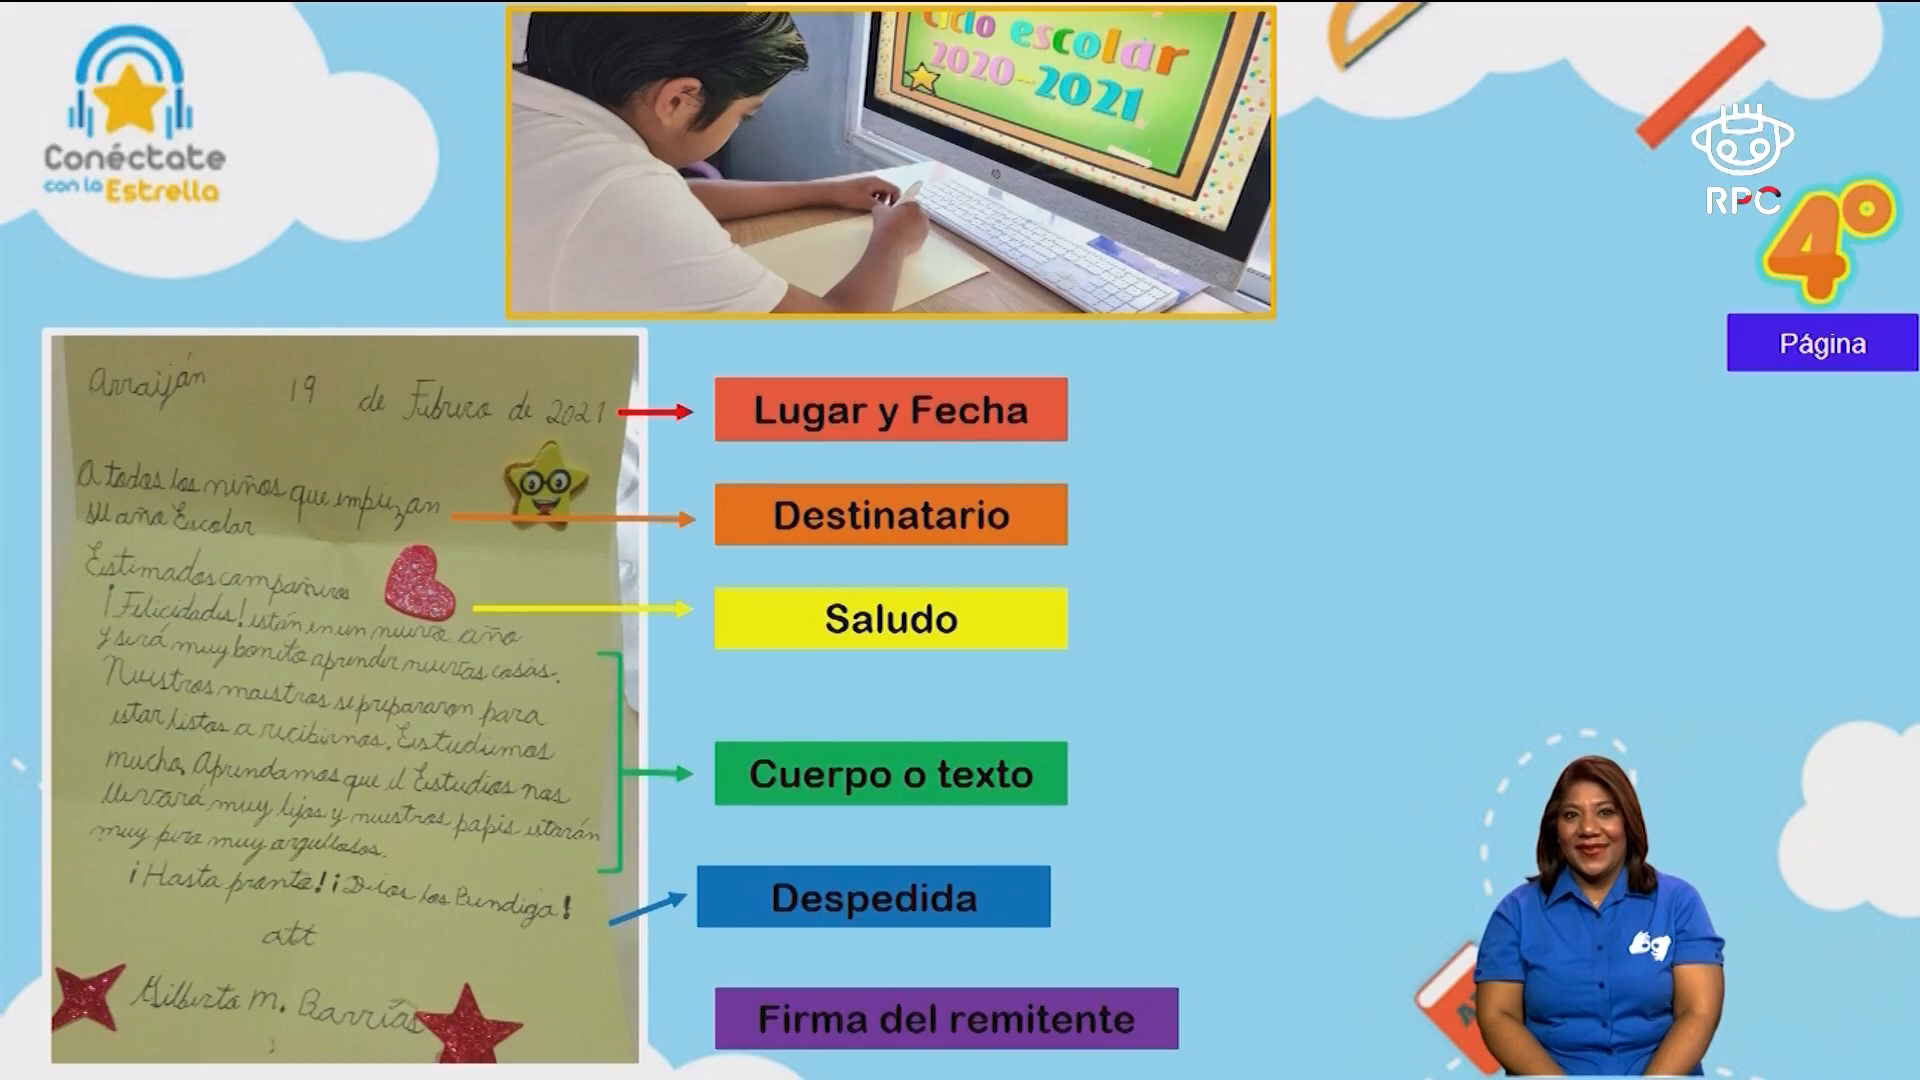 Conéctate
con la Estrella
Ciclo escolar
2020-2021
RPC
4º
Página
Arraiján 19 de Febrero de 2021
A todos los niños que empiezan
su año Escolar
Estimados compañeros
¡Felicidades! están en un nuevo año
y será muy bonito aprender nuevas cosas.
Nuestros maestros se prepararon para
estar listos a recibirnos. Estudiemos
mucho. Aprendamos que el Estudios nos
llevará muy lejos y nuestros papis estarán
muy pero muy orgullosos.
¡Hasta pronto! ¡Dios los Bendiga!
att
Gilberto M. Barrías
Lugar y Fecha
Destinatario
Saludo
Cuerpo o texto
Despedida
Firma del remitente